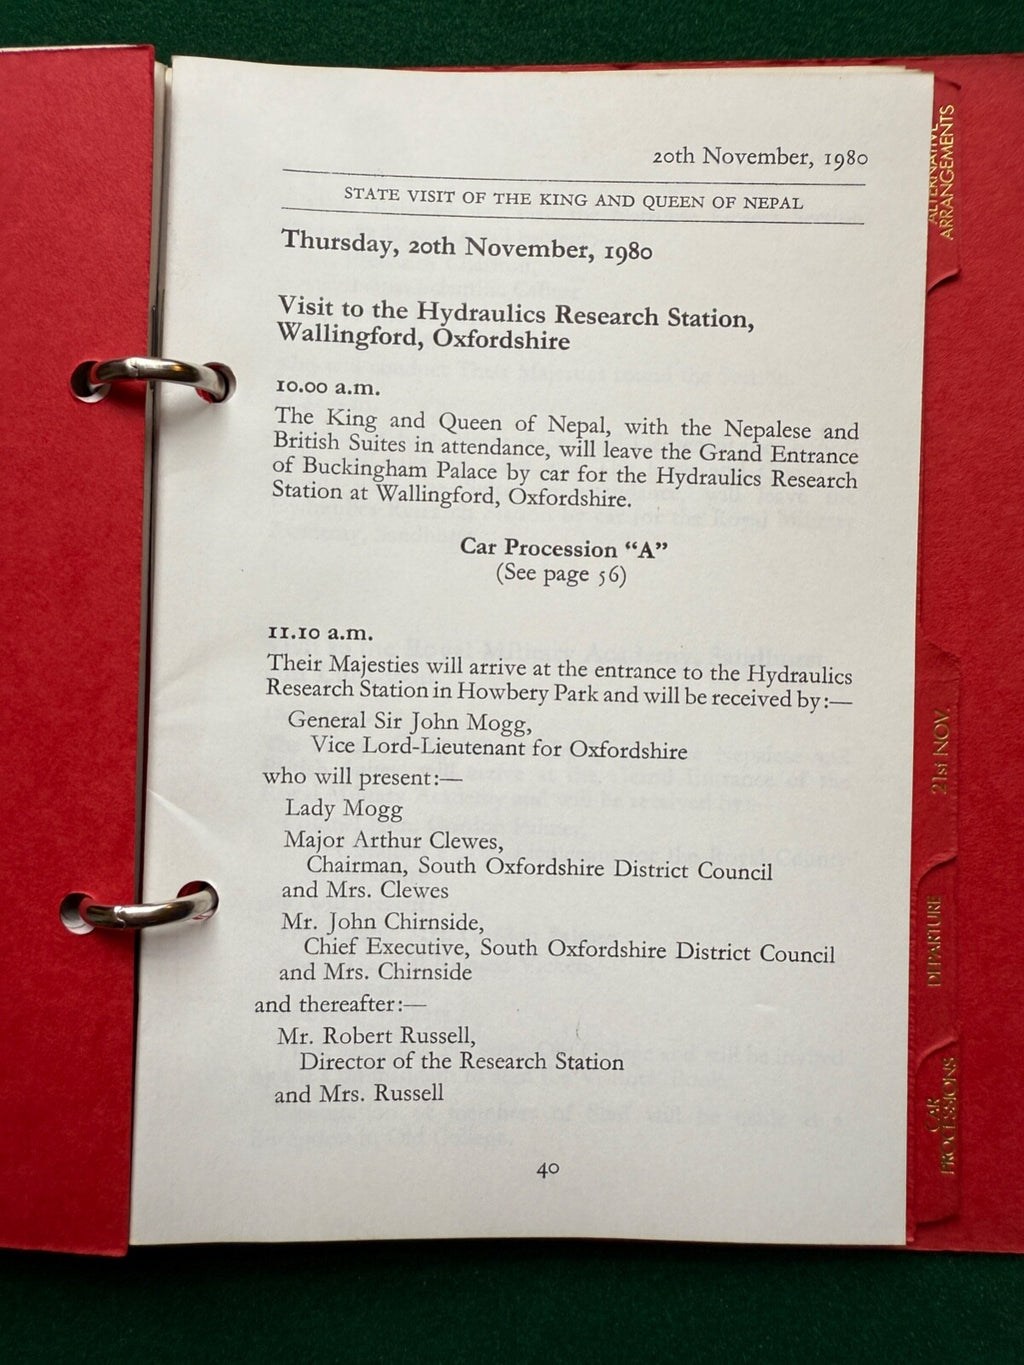 20th November, 1980
STATE VISIT OF THE KING AND QUEEN OF NEPAL
Thursday, 20th November, 1980
Visit to the Hydraulics Research Station,
Wallingford, Oxfordshire
10.00 a.m.
The King and Queen of Nepal, with the Nepalese and
British Suites in attendance, will leave the Grand Entrance
of Buckingham Palace by car for the Hydraulics Research
Station at Wallingford, Oxfordshire.
Car Procession “A”
(See page 56)
11.10 a.m.
Their Majesties will arrive at the entrance to the Hydraulics
Research Station in Howbery Park and will be received by:—
General Sir John Mogg,
Vice Lord-Lieutenant for Oxfordshire
who will present:—
Lady Mogg
Major Arthur Clewes,
Chairman, South Oxfordshire District Council
and Mrs. Clewes
Mr. John Chirnside,
Chief Executive, South Oxfordshire District Council
and Mrs. Chirnside
and thereafter:—
Mr. Robert Russell,
Director of the Research Station
and Mrs. Russell
40
ALTERNATIVE
ARRANGEMENTS
21st NOV.
DEPARTURE
CAR
PROCESSIONS